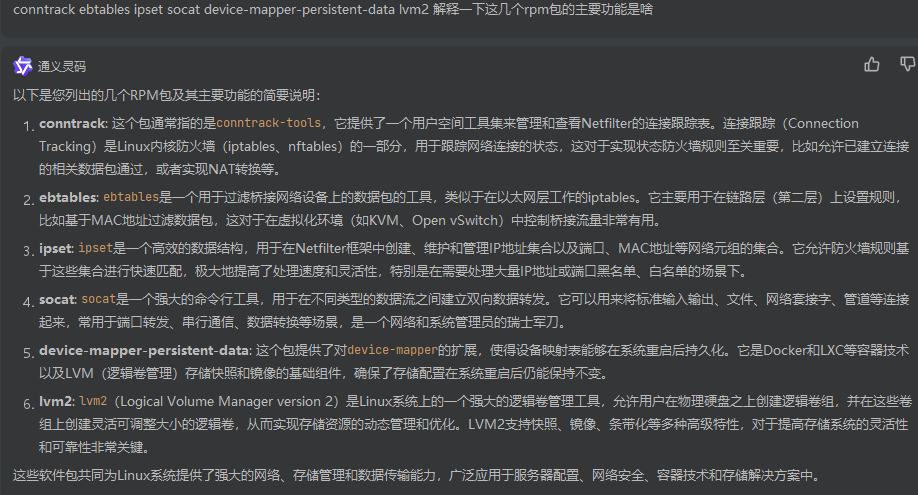 conntrack ebtables ipset socat device-mapper-persistent-data lvm2 解释一下这几个rpm包的主要功能是啥
通义灵码
以下是您列出的几个RPM包及其主要功能的简要说明：
1. conntrack: 这个包通常指的是conntrack-tools，它提供了一个用户空间工具集来管理和查看Netfilter的连接跟踪表。连接跟踪（Connection
Tracking）是Linux内核防火墙（iptables、nftables）的一部分，用于跟踪网络连接的状态，这对于实现状态防火墙规则至关重要，比如允许已建立连接
的相关数据包通过，或者实现NAT转换等。
2. ebtables: ebtables是一个用于过滤桥接网络设备上的数据包的工具，类似于在以太网层工作的iptables。它主要用于在链路层（第二层）上设置规则，
比如基于MAC地址过滤数据包，这对于在虚拟化环境（如KVM、Open vSwitch）中控制桥接流量非常有用。
3. ipset: ipset是一个高效的数据结构，用于在Netfilter框架中创建、维护和管理IP地址集合以及端口、MAC地址等网络元组的集合。它允许防火墙规则基
于这些集合进行快速匹配，极大地提高了处理速度和灵活性，特别是在需要处理大量IP地址或端口黑名单、白名单的场景下。
4. socat: socat是一个强大的命令行工具，用于在不同类型的数据流之间建立双向数据转发。它可以用来将标准输入输出、文件、网络套接字、管道等连接
起来，常用于端口转发、串行通信、数据转换等场景，是一个网络和系统管理员的瑞士军刀。
5. device-mapper-persistent-data: 这个包提供了对device-mapper的扩展，使得设备映射表能够在系统重启后持久化。它是Docker和LXC等容器技术
以及LVM（逻辑卷管理）存储快照和镜像的基础组件，确保了存储配置在系统重启后仍能保持不变。
6. lvm2: lvm2（Logical Volume Manager version 2）是Linux系统上的一个强大的逻辑卷管理工具，允许用户在物理硬盘之上创建逻辑卷组，并在这些卷
组上创建灵活可调整大小的逻辑卷，从而实现存储资源的动态管理和优化。LVM2支持快照、镜像、条带化等多种高级特性，对于提高存储系统的灵活性
和可靠性非常关键。
这些软件包共同为Linux系统提供了强大的网络、存储管理和数据传输能力，广泛应用于服务器配置、网络安全、容器技术和存储解决方案中。